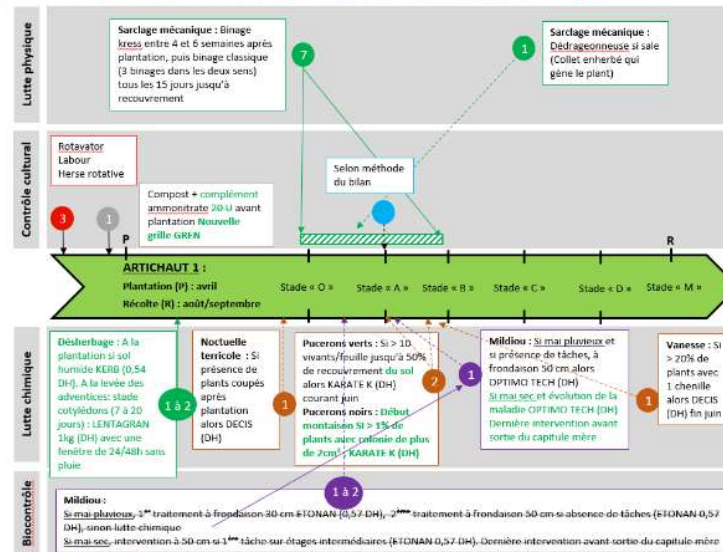 Lutte physique
Sarclage mécanique : Binage
kress entre 4 et 6 semaines après
plantation, puis binage classique
(3 binages dans les deux sens)
tous les 15 jours jusqu'à
recouvrement
7
1
Sarclage mécanique :
Dédrageonneuse si sale
(Collet enherbé qui
gène le plant)
Contrôle cultural
Rotavator
Labour
Herse rotative
3
1
Compost + complément
ammonitrate 20 U avant
plantation Nouvelle
grille GREN
Selon méthode
du bilan
P
R
ARTICHAUT 1 :
Plantation (P) : avril
Récolte (R) : août/septembre
Stade « O »
Stade « A »
Stade « B »
Stade « C »
Stade « D »
Stade « M »
Lutte chimique
Désherbage : A la
plantation si sol
humide KERB (0,54
DH). A la levée des
adventices: stade
cotylédons (7 à 20
jours) : LENTAGRAN
1kg (DH) avec une
fenêtre de 24/48h sans
pluie
1 à 2
Noctuelle
terricole : Si
présence de
plants coupés
après
plantation
alors DECIS
(DH)
1
Pucerons verts : Si > 10
vivants/feuille jusqu'à 50%
de recouvrement du sol
alors KARATE K (DH)
courant juin
Pucerons noirs : Début
montaison SI > 1% de
plants avec colonie de plus
de 2cm² : KARATE K (DH)
2
1
Mildiou : Si mai pluvieux et
si présence de tâches, à
frondaison 50 cm alors
OPTIMO TECH (DH)
Si mai sec et évolution de la
maladie OPTIMO TECH (DH)
Dernière intervention avant
sortie du capitule mère
1
Vanesse : Si
> 20% de
plants avec
1 chenille
alors DECIS
(DH) fin juin
Biocontrôle
1 à 2
Mildiou :
Si mai pluvieux, 1er traitement à frondaison 30 cm ETONAN (0,57 DH), 2ème traitement à frondaison 50 cm si absence de tâches (ETONAN 0,57
DH), sinon lutte chimique
Si mai sec, intervention à 50 cm si 1ère tâche sur étages intermédiaires (ETONAN 0,57 DH). Dernière intervention avant sortie du capitule mère